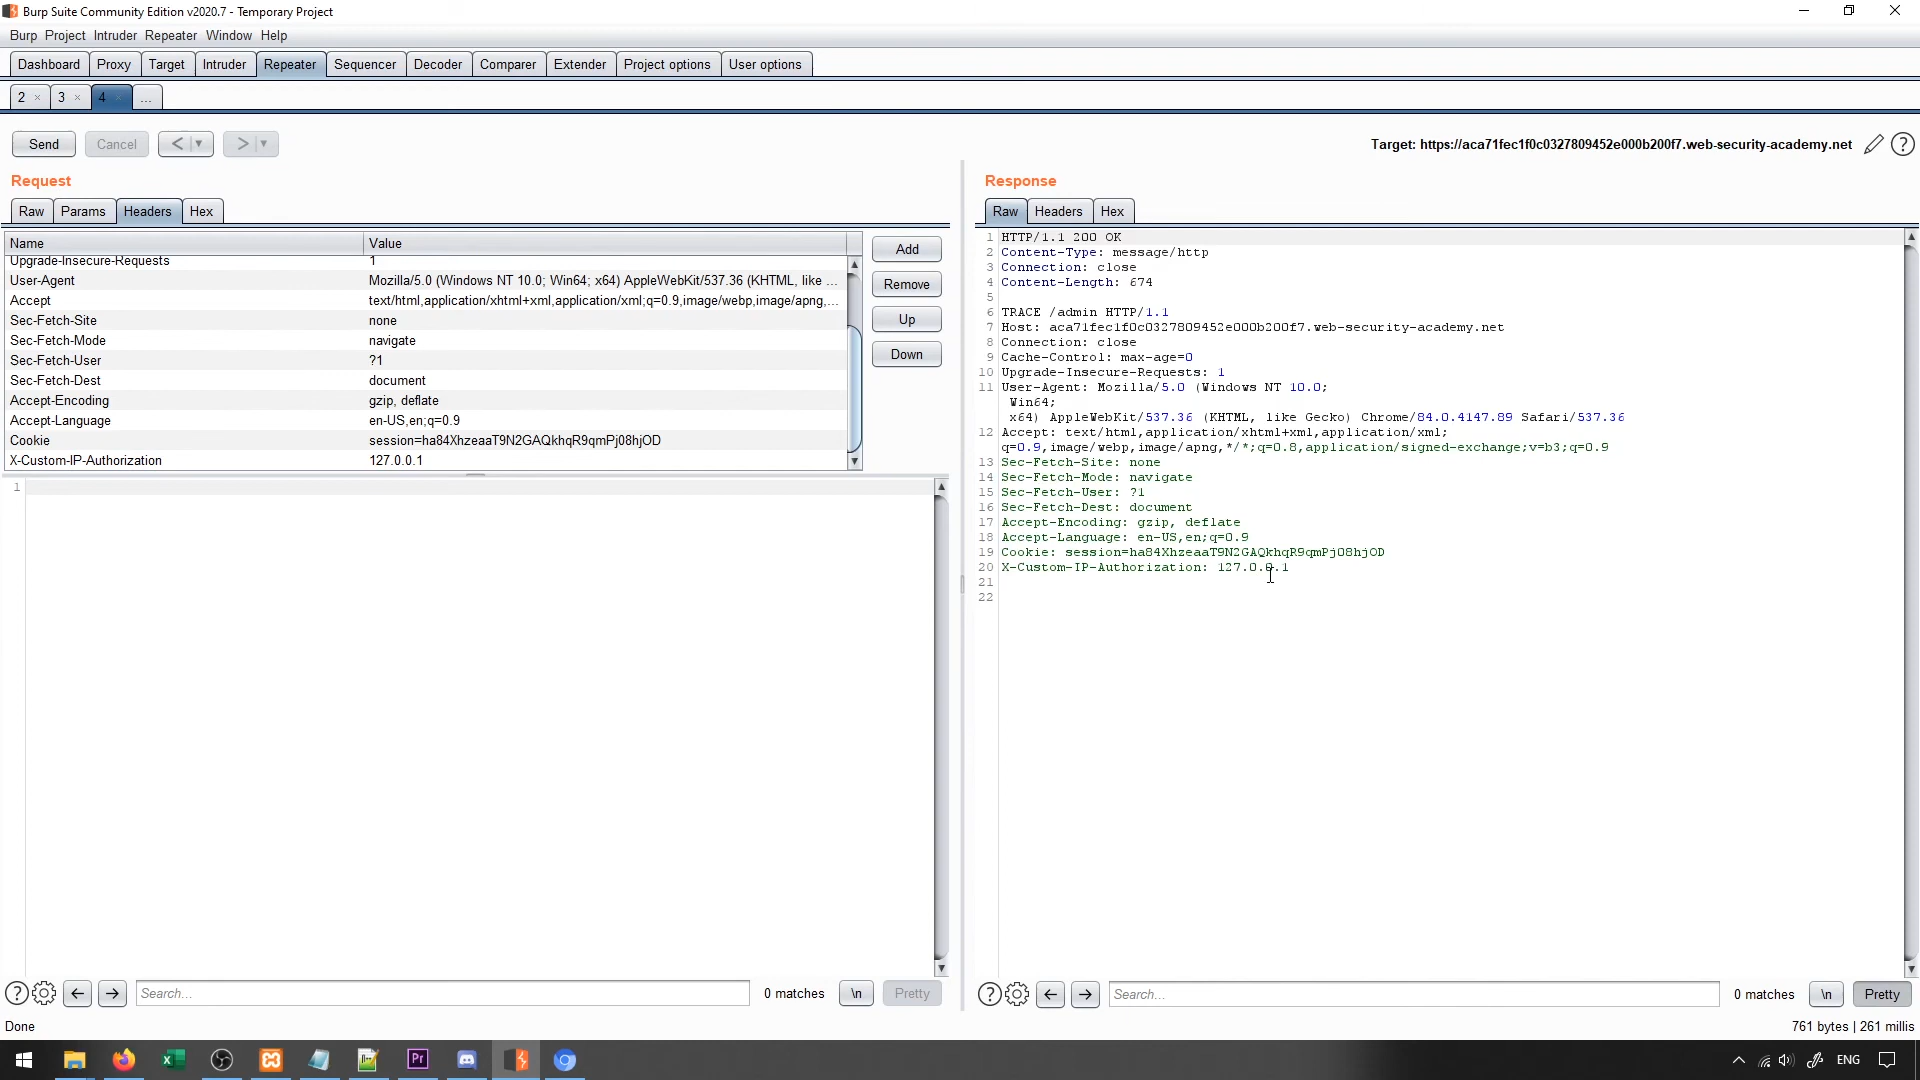 Burp Suite Community Edition v2020.7 - Temporary Project
Burp Project Intruder Repeater Window Help
Dashboard Proxy Target Intruder Repeater Sequencer Decoder Comparer Extender Project options User options
2 × 3 × 4 × ...
Send Cancel < ▾ > ▾
Target: https://aca71fec1f0c0327809452e000b200f7.web-security-academy.net
Request
Raw Params Headers Hex
Name Value
Upgrade-Insecure-Requests 1
User-Agent Mozilla/5.0 (Windows NT 10.0; Win64; x64) AppleWebKit/537.36 (KHTML, like ...
Accept text/html,application/xhtml+xml,application/xml;q=0.9,image/webp,image/apng,...
Sec-Fetch-Site none
Sec-Fetch-Mode navigate
Sec-Fetch-User ?1
Sec-Fetch-Dest document
Accept-Encoding gzip, deflate
Accept-Language en-US,en;q=0.9
Cookie session=ha84XhzeaaT9N2GAQkhqR9qmPj08hjOD
X-Custom-IP-Authorization 127.0.0.1
Add
Remove
Up
Down
1
Search... 0 matches \n Pretty
Response
Raw Headers Hex
1 HTTP/1.1 200 OK
2 Content-Type: message/http
3 Connection: close
4 Content-Length: 674
5
6 TRACE /admin HTTP/1.1
7 Host: aca71fec1f0c0327809452e000b200f7.web-security-academy.net
8 Connection: close
9 Cache-Control: max-age=0
10 Upgrade-Insecure-Requests: 1
11 User-Agent: Mozilla/5.0 (Windows NT 10.0;
Win64;
x64) AppleWebKit/537.36 (KHTML, like Gecko) Chrome/84.0.4147.89 Safari/537.36
12 Accept: text/html,application/xhtml+xml,application/xml;
q=0.9,image/webp,image/apng,*/*;q=0.8,application/signed-exchange;v=b3;q=0.9
13 Sec-Fetch-Site: none
14 Sec-Fetch-Mode: navigate
15 Sec-Fetch-User: ?1
16 Sec-Fetch-Dest: document
17 Accept-Encoding: gzip, deflate
18 Accept-Language: en-US,en;q=0.9
19 Cookie: session=ha84XhzeaaT9N2GAQkhqR9qmPj08hjOD
20 X-Custom-IP-Authorization: 127.0.0.1
21
22
Search... 0 matches \n Pretty
Done
761 bytes | 261 millis
Pr
ENG